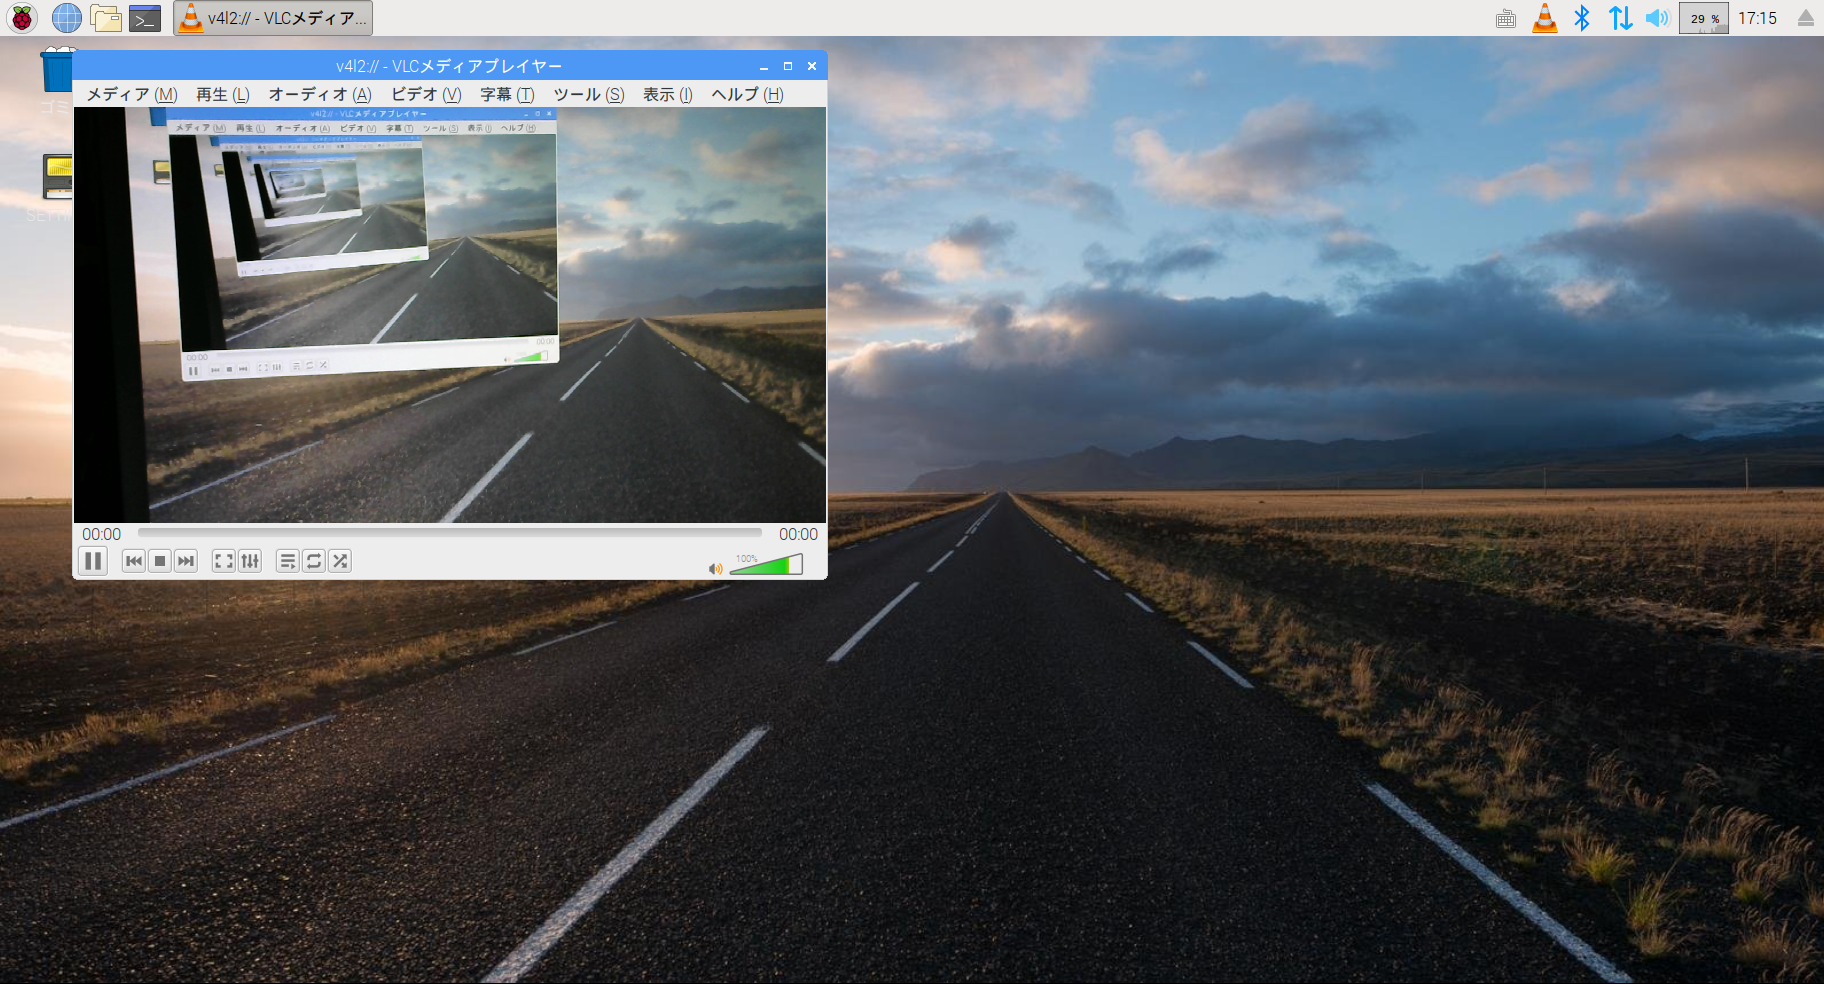 v4l2:// - VLCメディア...
29 %
17:15
ゴミ
v4l2:// - VLCメディアプレイヤー
メディア (M) 再生 (L) オーディオ (A) ビデオ (V) 字幕 (T) ツール (S) 表示 (I) ヘルプ (H)
v4l2:// - VLCメディアプレイヤー
メディア (M) 再生 (L) オーディオ (A) ビデオ (V) 字幕 (T) ツール (S) 表示 (I) ヘルプ (H)
00:00 00:00
00:00 00:00
100%